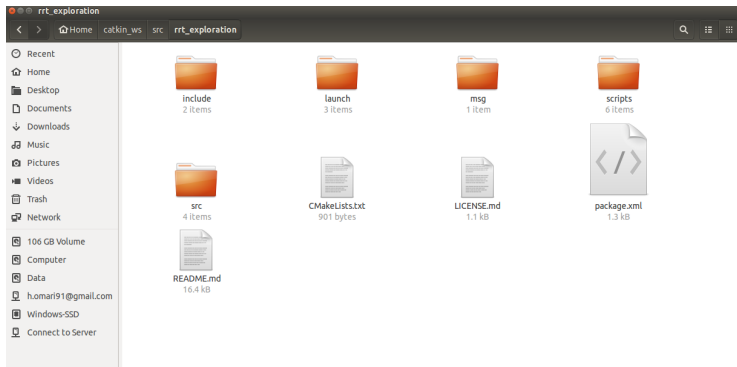 rrt_exploration
Home catkin_ws src rrt_exploration
Recent
Home
Desktop
Documents
Downloads
Music
Pictures
Videos
Trash
Network
106 GB Volume
Computer
Data
h.omari91@gmail.com
Windows-SSD
Connect to Server
include
2 items
launch
3 items
msg
1 item
scripts
6 items
src
4 items
CMakeLists.txt
901 bytes
LICENSE.md
1.1 kB
package.xml
1.3 kB
README.md
16.4 kB